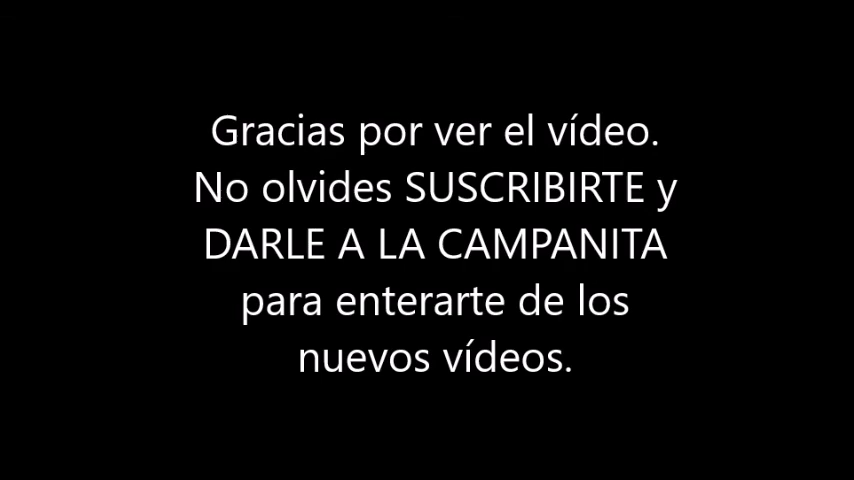 Gracias por ver el vídeo.
No olvides SUSCRIBIRTE y
DARLE A LA CAMPANITA
para enterarte de los
nuevos vídeos.